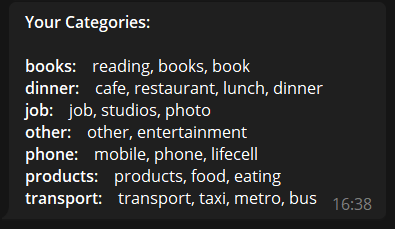 Your Categories:
books: reading, books, book
dinner: cafe, restaurant, lunch, dinner
job: job, studios, photo
other: other, entertainment
phone: mobile, phone, lifecell
products: products, food, eating
transport: transport, taxi, metro, bus
16:38